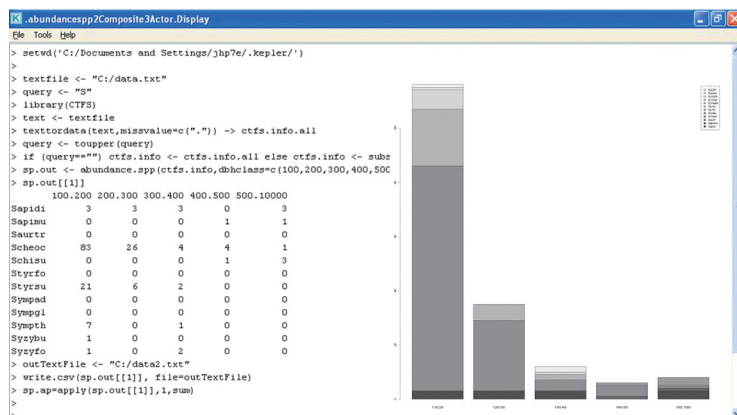 .abundancespp2Composite3Actor.Display
File Tools Help
> setwd('C:/Documents and Settings/jhp7e/.kepler/')
>
> textfile <- "C:/data.txt"
> query <- "S"
> library(CTFS)
> text <- textfile
> texttordata(text,missvalue=c(".")) -> ctfs.info.all
> query <- toupper(query)
> if (query=="") ctfs.info <- ctfs.info.all else ctfs.info <- subs
> sp.out <- abundance.spp(ctfs.info,dbhclass=c(100,200,300,400,500
> sp.out[[1]]
100.200 200.300 300.400 400.500 500.10000
Sapidi 3 3 3 0 3
Sapimu 0 0 0 1 1
Saurtr 0 0 0 0 0
Scheoc 83 26 4 4 1
Schisu 0 0 0 1 3
Styrfo 0 0 0 0 0
Styrsu 21 6 2 0 0
Sympad 0 0 0 0 0
Sympgl 0 0 0 0 0
Sympth 7 0 1 0 0
Syzybu 1 0 0 0 0
Syzyfo 1 0 2 0 0
> outTextFile <- "C:/data2.txt"
> write.csv(sp.out[[1]], file=outTextFile)
> sp.ap=apply(sp.out[[1]],1,sum)
>